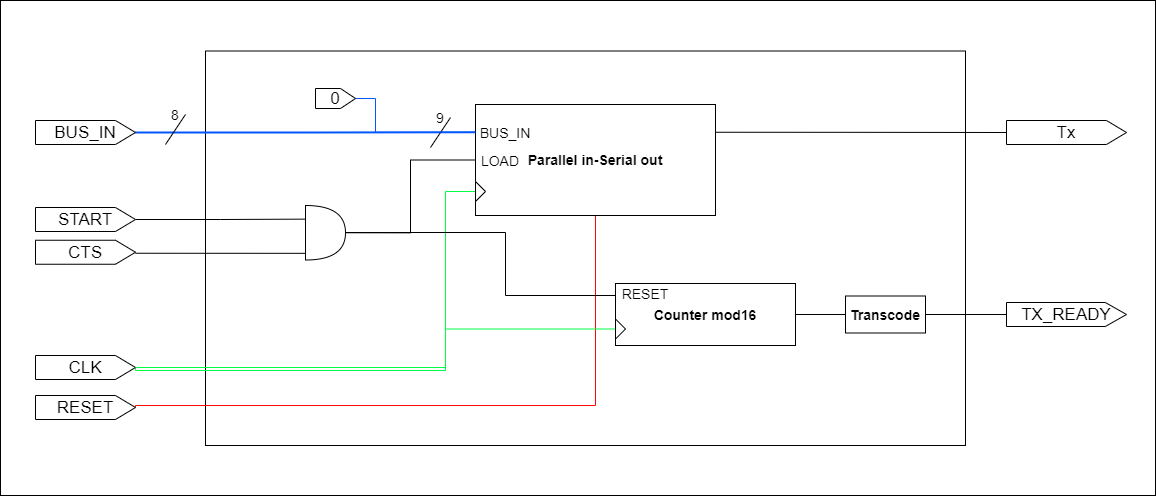 0
8
9
BUS_IN
BUS_IN
Tx
LOAD
Parallel in-Serial out
START
CTS
RESET
Counter mod16
Transcode
TX_READY
CLK
RESET